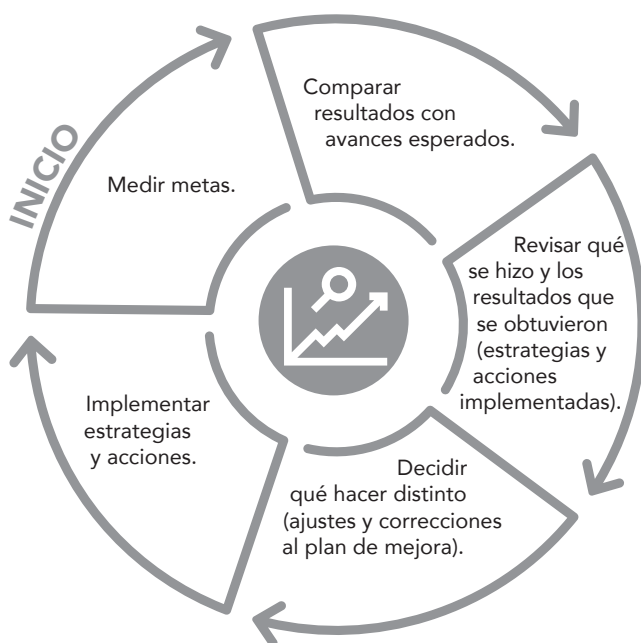 INICIO
Medir metas.
Comparar
resultados con
avances esperados.
Revisar qué
se hizo y los
resultados que
se obtuvieron
(estrategias y
acciones
implementadas).
Decidir
qué hacer distinto
(ajustes y correcciones
al plan de mejora).
Implementar
estrategias
y acciones.